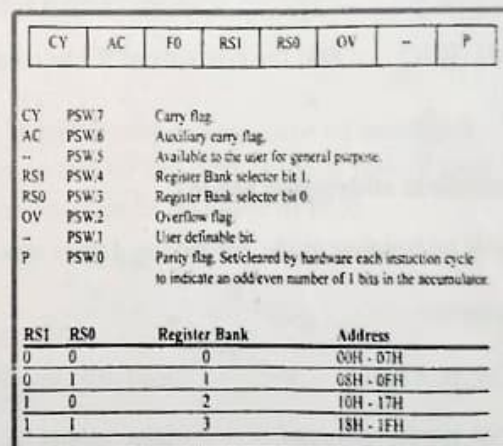 CY AC F0 RS1 RS0 OV -- P
CY PSW.7 Carry flag.
AC PSW.6 Auxiliary carry flag.
-- PSW.5 Available to the user for general purpose.
RS1 PSW.4 Register Bank selector bit 1.
RS0 PSW.3 Register Bank selector bit 0.
OV PSW.2 Overflow flag.
-- PSW.1 User definable bit.
P PSW.0 Parity flag. Set/cleared by hardware each instuction cycle
to indicate an odd/even number of 1 bits in the accumulator.
RS1 RS0 Register Bank Address
0 0 0 00H - 07H
0 1 1 08H - 0FH
1 0 2 10H - 17H
1 1 3 18H - 1FH